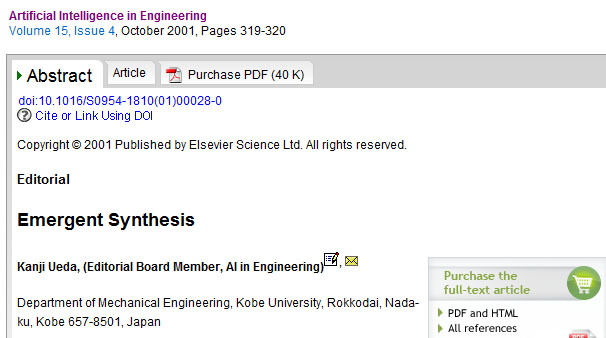 Artificial Intelligence in Engineering
Volume 15, Issue 4, October 2001, Pages 319-320
Abstract
Article
Purchase PDF (40 K)
doi:10.1016/S0954-1810(01)00028-0
Cite or Link Using DOI
Copyright © 2001 Published by Elsevier Science Ltd. All rights reserved.
Editorial
Emergent Synthesis
Kanji Ueda, (Editorial Board Member, AI in Engineering) ,
Department of Mechanical Engineering, Kobe University, Rokkodai, Nada-
ku, Kobe 657-8501, Japan
Purchase the
full-text article
PDF and HTML
All references